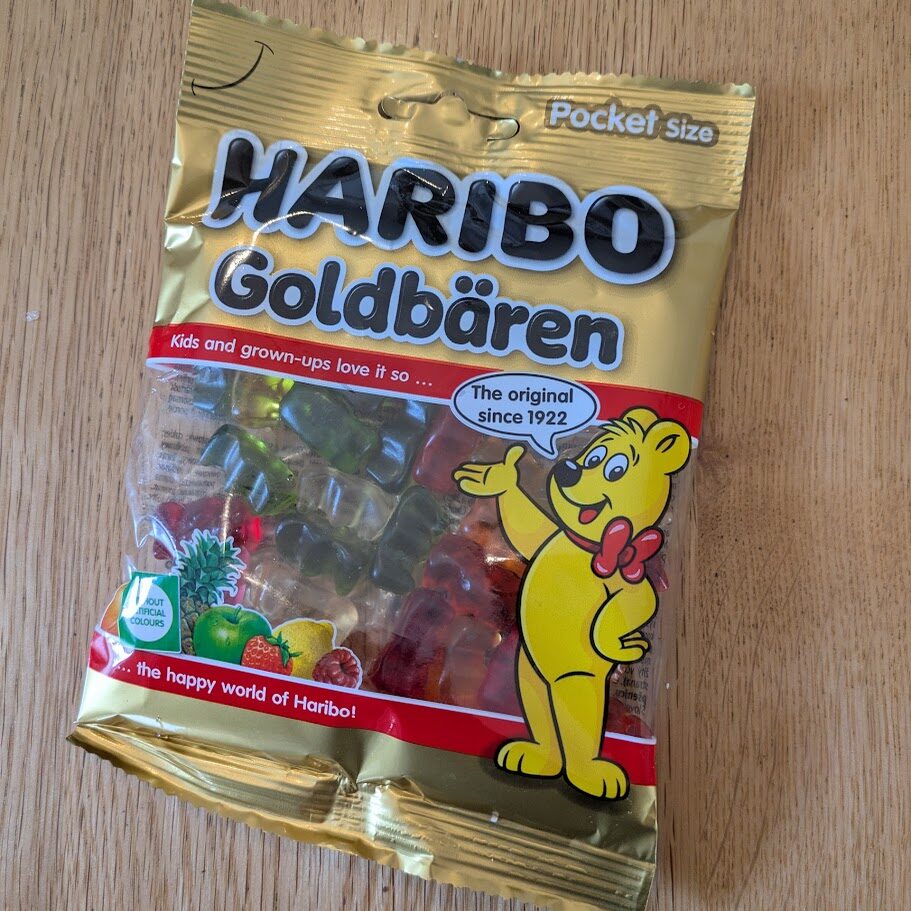 Pocket Size
HARIBO
Goldbären
Kids and grown-ups love it so ...
The original
since 1922
COLOURS
... the happy world of Haribo!